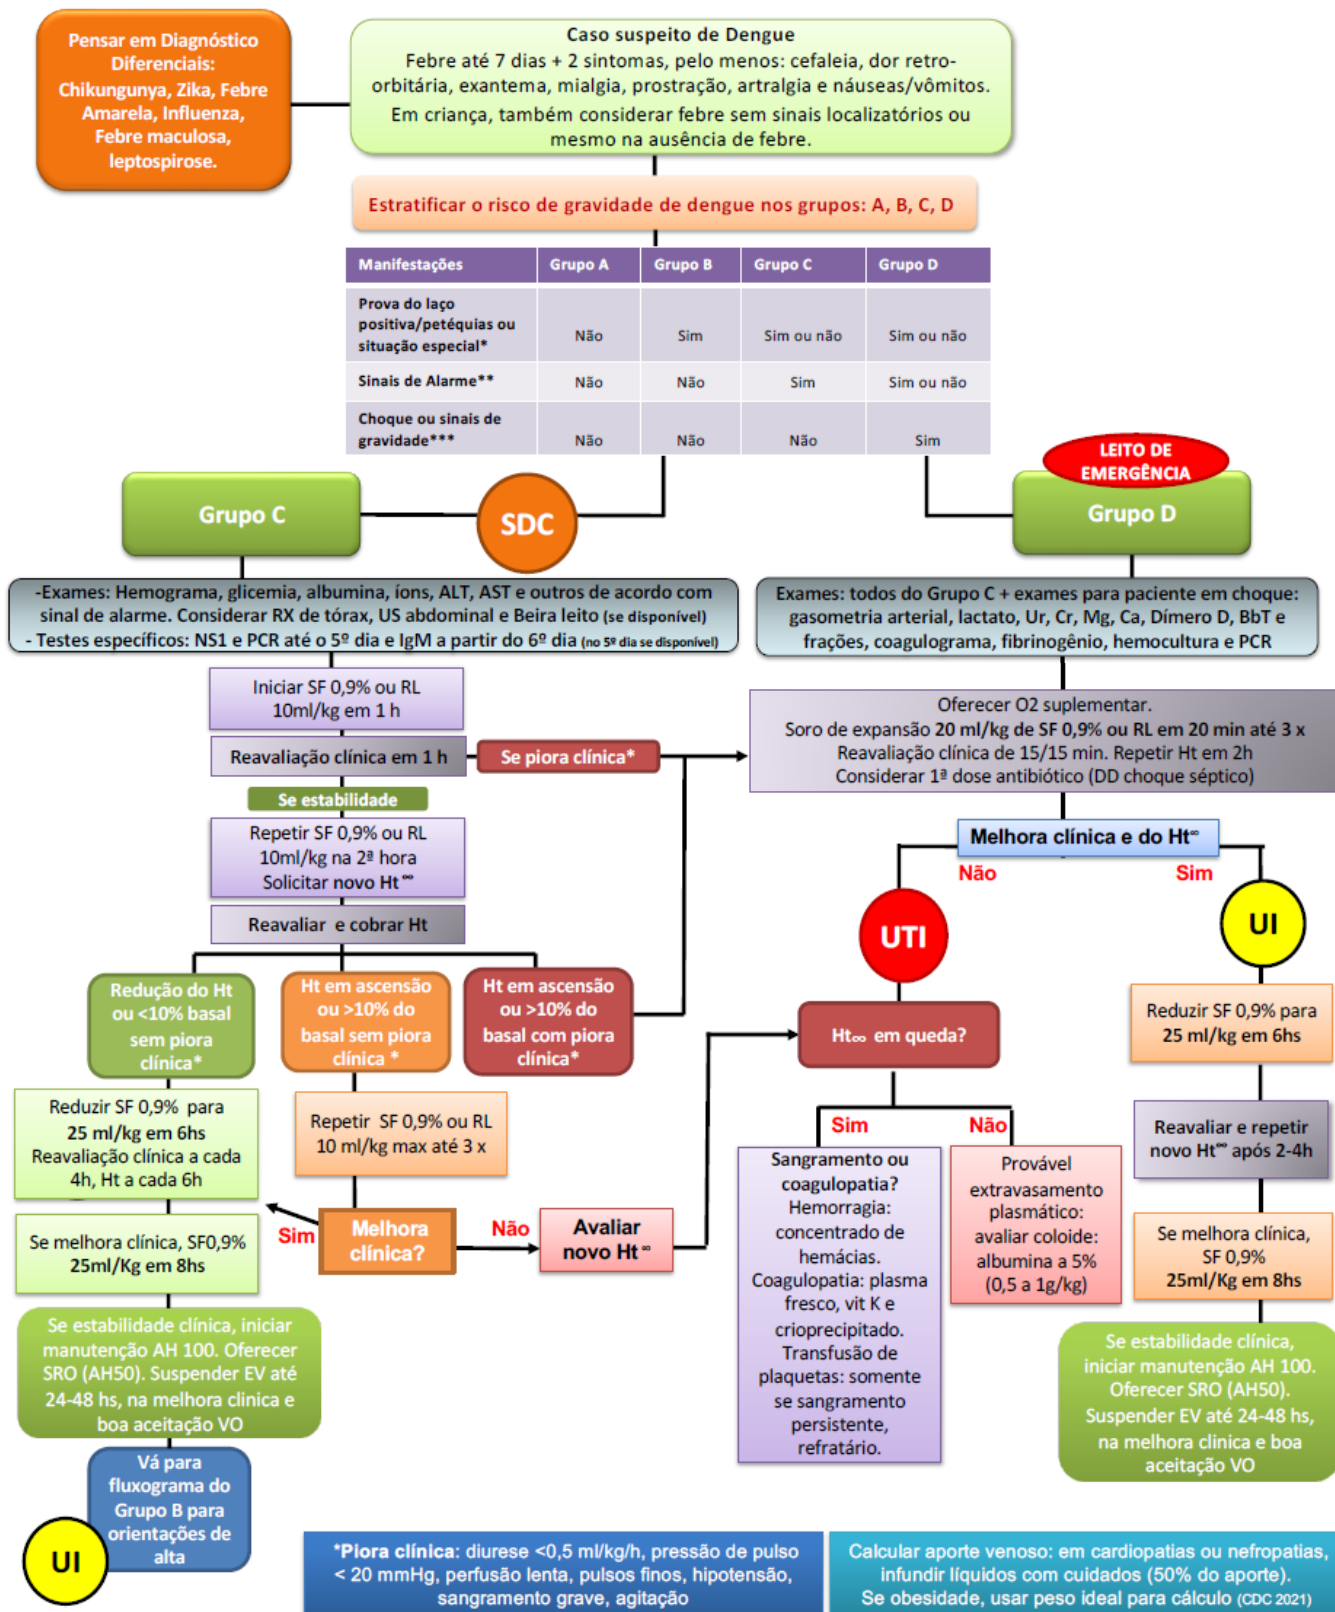 Pensar em Diagnóstico
Diferenciais:
Chikungunya, Zika, Febre
Amarela, Influenza,
Febre maculosa,
leptospirose.
Caso suspeito de Dengue
Febre até 7 dias + 2 sintomas, pelo menos: cefaleia, dor retro-
orbitária, exantema, mialgia, prostração, artralgia e náuseas/vômitos.
Em criança, também considerar febre sem sinais localizatórios ou
mesmo na ausência de febre.
Estratificar o risco de gravidade de dengue nos grupos: A, B, C, D
Manifestações Grupo A Grupo B Grupo C Grupo D
Prova do laço
positiva/petéquias ou
situação especial* Não Sim Sim ou não Sim ou não
Sinais de Alarme** Não Não Sim Sim ou não
Choque ou sinais de
gravidade*** Não Não Não Sim
LEITO DE
EMERGÊNCIA
Grupo C
SDC
Grupo D
-Exames: Hemograma, glicemia, albumina, íons, ALT, AST e outros de acordo com
sinal de alarme. Considerar RX de tórax, US abdominal e Beira leito (se disponível)
- Testes específicos: NS1 e PCR até o 5º dia e IgM a partir do 6º dia (no 5º dia se disponível)
Exames: todos do Grupo C + exames para paciente em choque:
gasometria arterial, lactato, Ur, Cr, Mg, Ca, Dímero D, BbT e
frações, coagulograma, fibrinogênio, hemocultura e PCR
Iniciar SF 0,9% ou RL
10ml/kg em 1 h
Reavaliação clínica em 1 h
Se piora clínica*
Oferecer O2 suplementar.
Soro de expansão 20 ml/kg de SF 0,9% ou RL em 20 min até 3 x
Reavaliação clínica de 15/15 min. Repetir Ht em 2h
Considerar 1ª dose antibiótico (DD choque séptico)
Se estabilidade
Repetir SF 0,9% ou RL
10ml/kg na 2ª hora
Solicitar novo Ht∞
Reavaliar e cobrar Ht
Melhora clínica e do Ht∞
Não
Sim
UTI
UI
Redução do Ht
ou <10% basal
sem piora
clínica*
Ht em ascensão
ou >10% do
basal sem piora
clínica *
Ht em ascensão
ou >10% do
basal com piora
clínica*
Ht∞ em queda?
Reduzir SF 0,9% para
25 ml/kg em 6hs
Reduzir SF 0,9% para
25 ml/kg em 6hs
Reavaliação clínica a cada
4h, Ht a cada 6h
Repetir SF 0,9% ou RL
10 ml/kg max até 3 x
Sim
Não
Reavaliar e repetir
novo Ht∞ após 2-4h
Sangramento ou
coagulopatia?
Hemorragia:
concentrado de
hemácias.
Coagulopatia: plasma
fresco, vit K e
crioprecipitado.
Transfusão de
plaquetas: somente
se sangramento
persistente,
refratário.
Provável
extravasamento
plasmático:
avaliar coloide:
albumina a 5%
(0,5 a 1g/kg)
Se melhora clínica, SF0,9%
25ml/Kg em 8hs
Sim
Melhora
clínica?
Não
Avaliar
novo Ht∞
Se melhora clínica,
SF 0,9%
25ml/Kg em 8hs
Se estabilidade clínica, iniciar
manutenção AH 100. Oferecer
SRO (AH50). Suspender EV até
24-48 hs, na melhora clinica e
boa aceitação VO
Se estabilidade clínica,
iniciar manutenção AH 100.
Oferecer SRO (AH50).
Suspender EV até 24-48 hs,
na melhora clinica e boa
aceitação VO
Vá para
fluxograma do
Grupo B para
orientações de
alta
UI
*Piora clínica: diurese <0,5 ml/kg/h, pressão de pulso
< 20 mmHg, perfusão lenta, pulsos finos, hipotensão,
sangramento grave, agitação
Calcular aporte venoso: em cardiopatias ou nefropatias,
infundir líquidos com cuidados (50% do aporte).
Se obesidade, usar peso ideal para cálculo (CDC 2021)